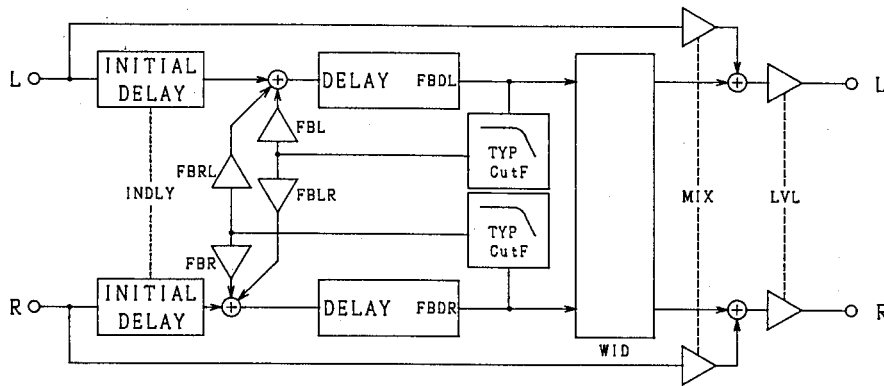 L
INITIAL
DELAY
DELAY
FBDL
L
FBL
TYP
CutF
FBRL
FBLR
INDLY
MIX
LVL
TYP
CutF
FBR
R
INITIAL
DELAY
DELAY
FBDR
R
WID